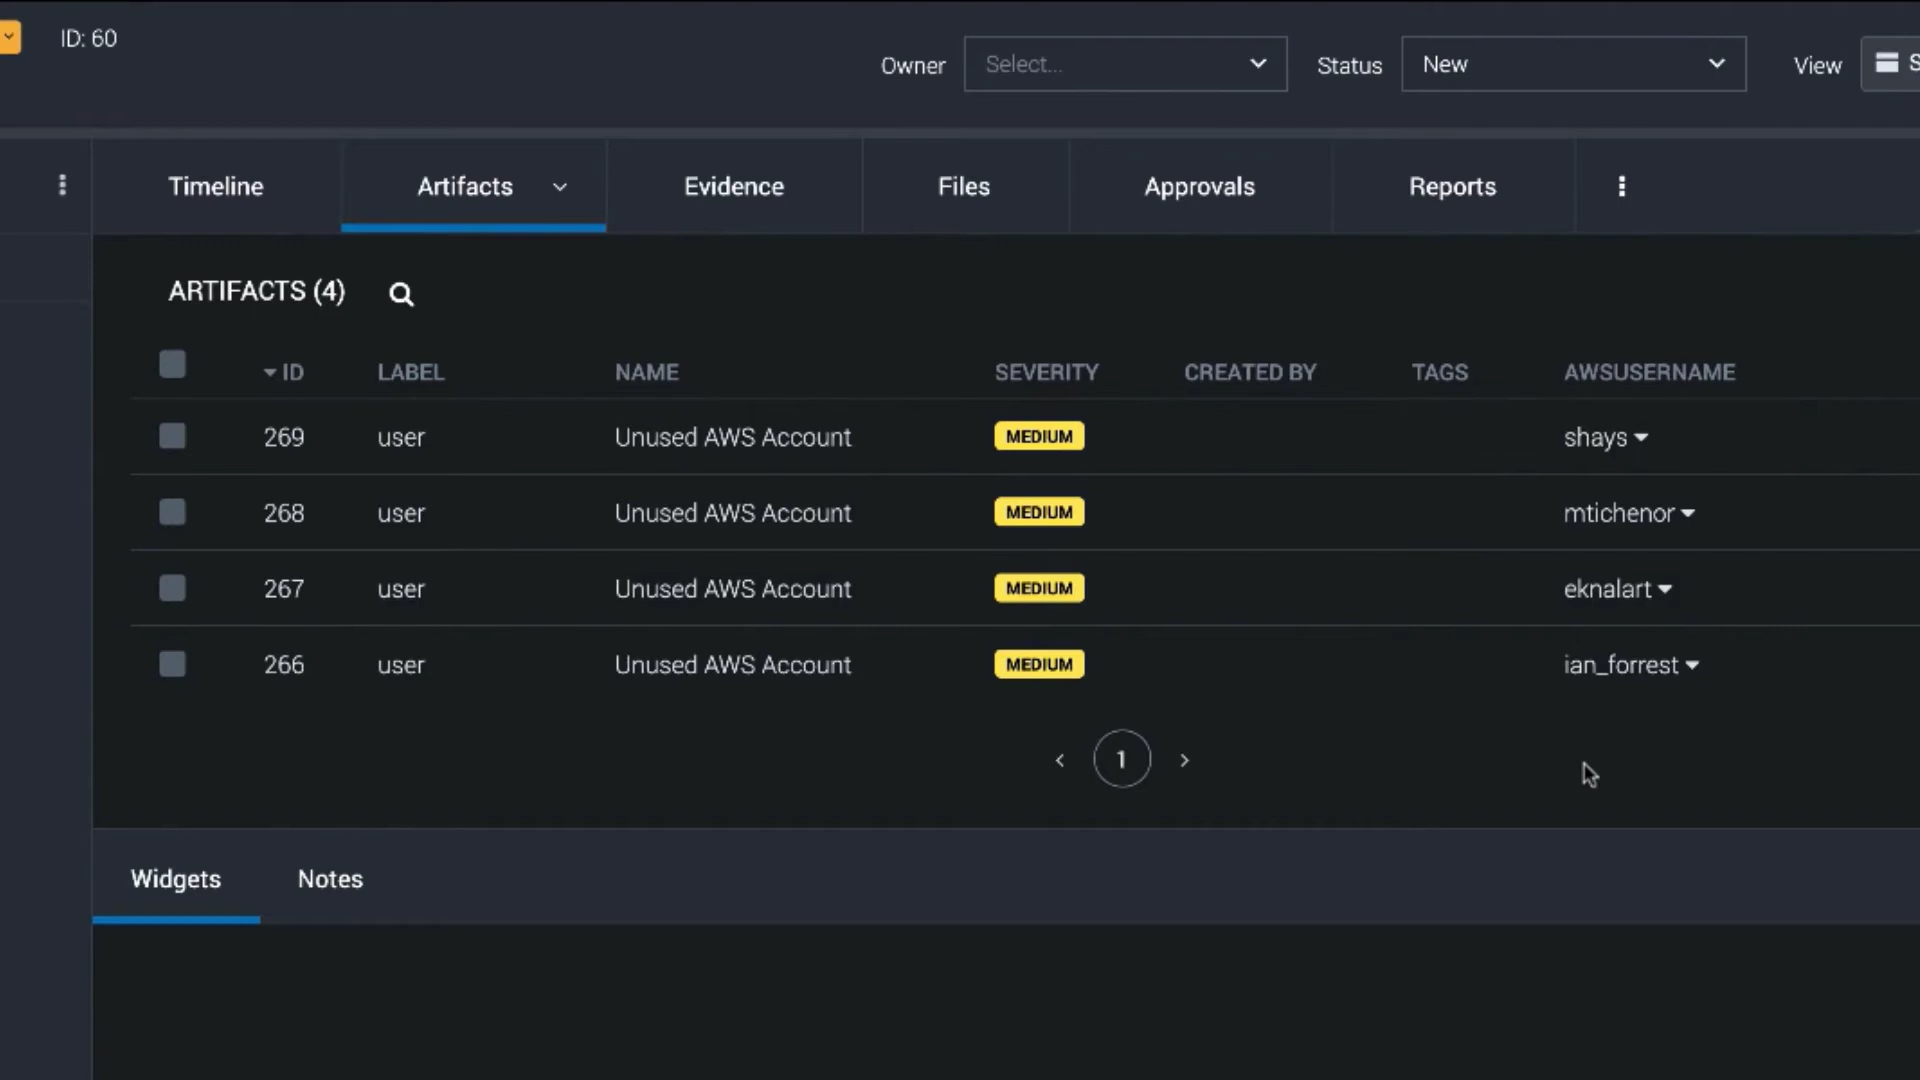 ID: 60
Owner Select... Status New View S
Timeline Artifacts Evidence Files Approvals Reports
ARTIFACTS (4)
ID LABEL NAME SEVERITY CREATED BY TAGS AWSUSERNAME
269 user Unused AWS Account MEDIUM shays
268 user Unused AWS Account MEDIUM mtichenor
267 user Unused AWS Account MEDIUM eknalart
266 user Unused AWS Account MEDIUM ian_forrest
1
Widgets Notes